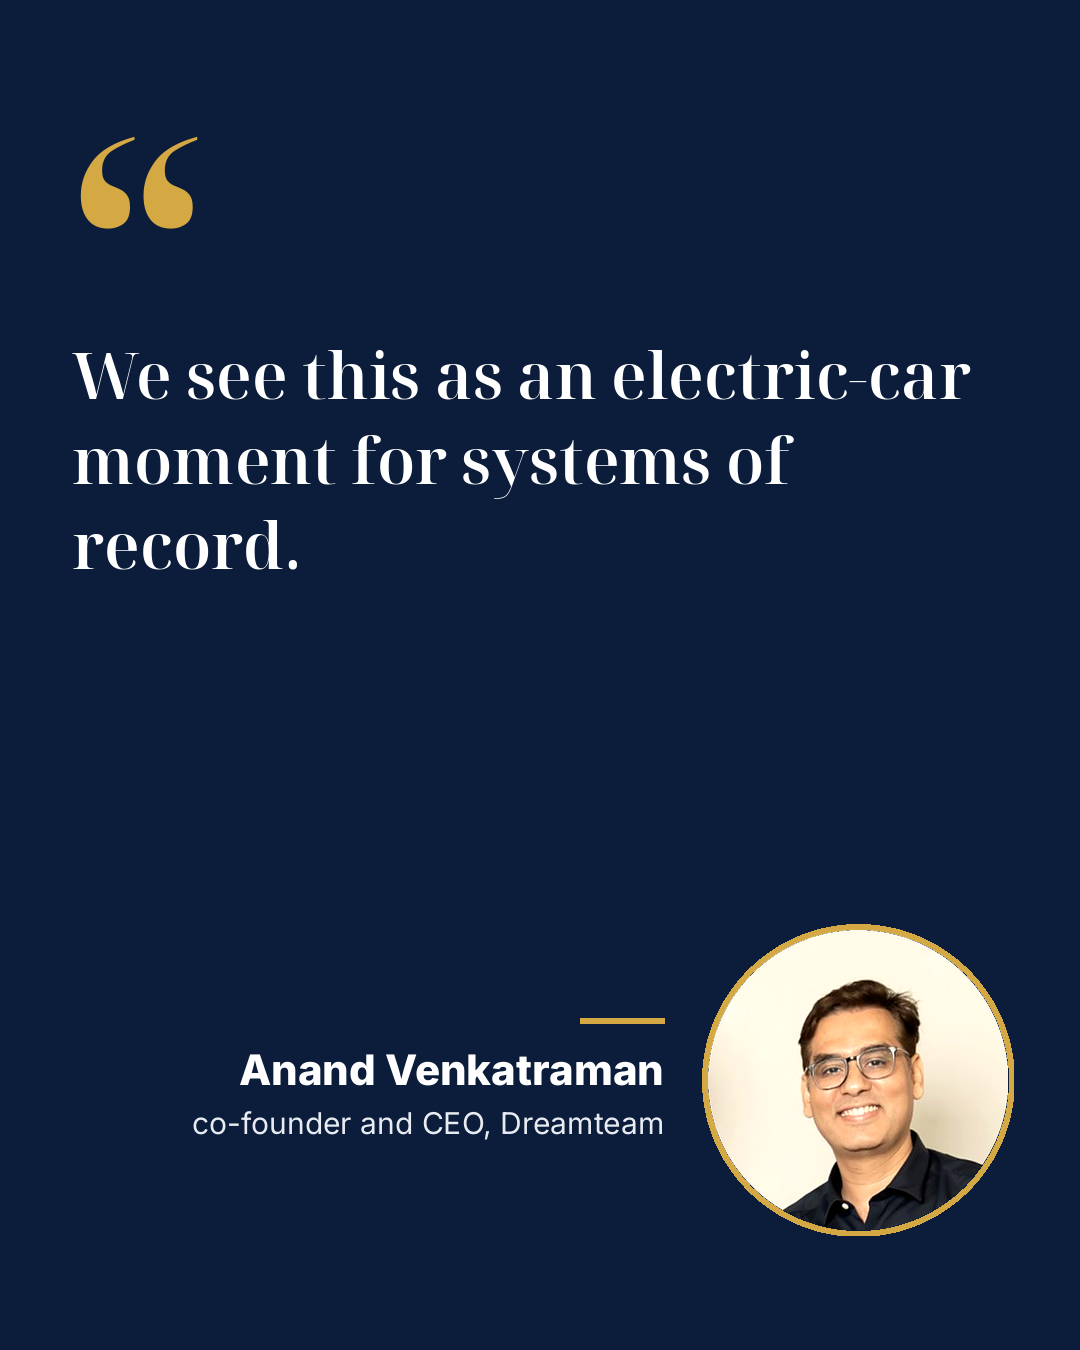 “
We see this as an electric-car
moment for systems of
record.
Anand Venkatraman
co-founder and CEO, Dreamteam